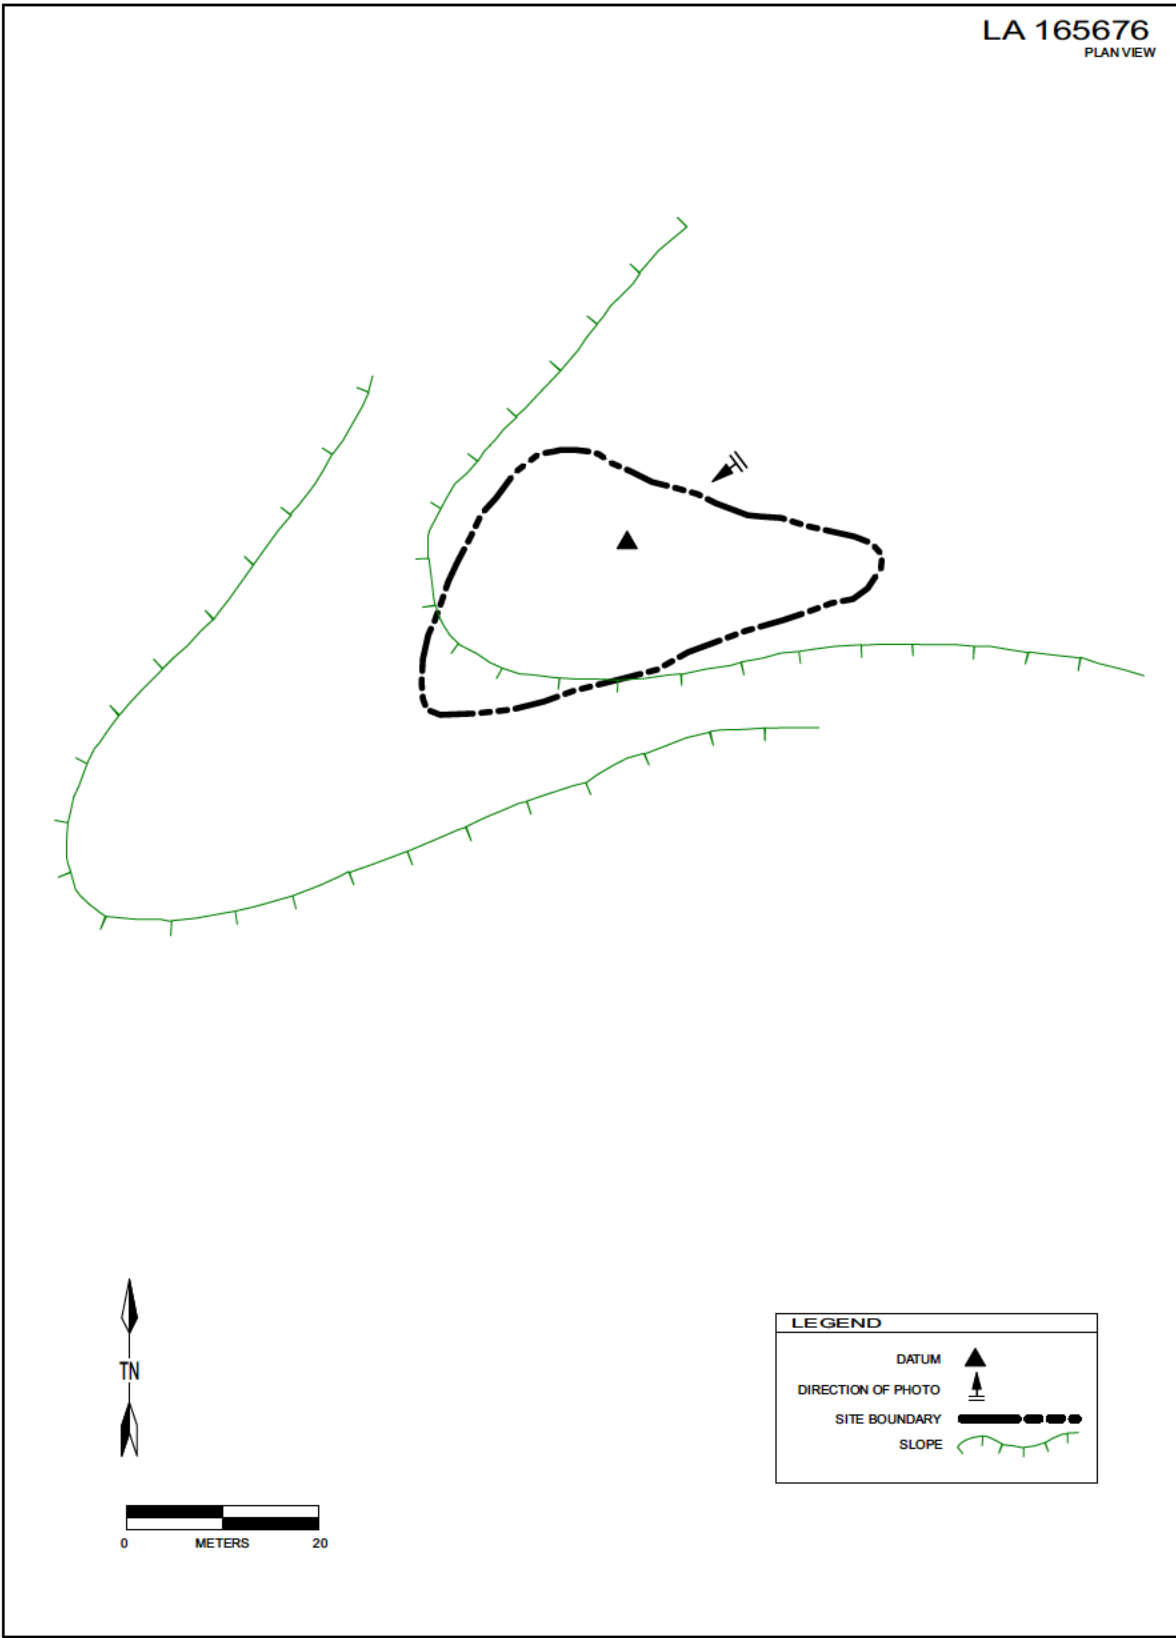 LA 165676
PLAN VIEW
TN
0 METERS 20
LEGEND
DATUM
DIRECTION OF PHOTO
SITE BOUNDARY
SLOPE